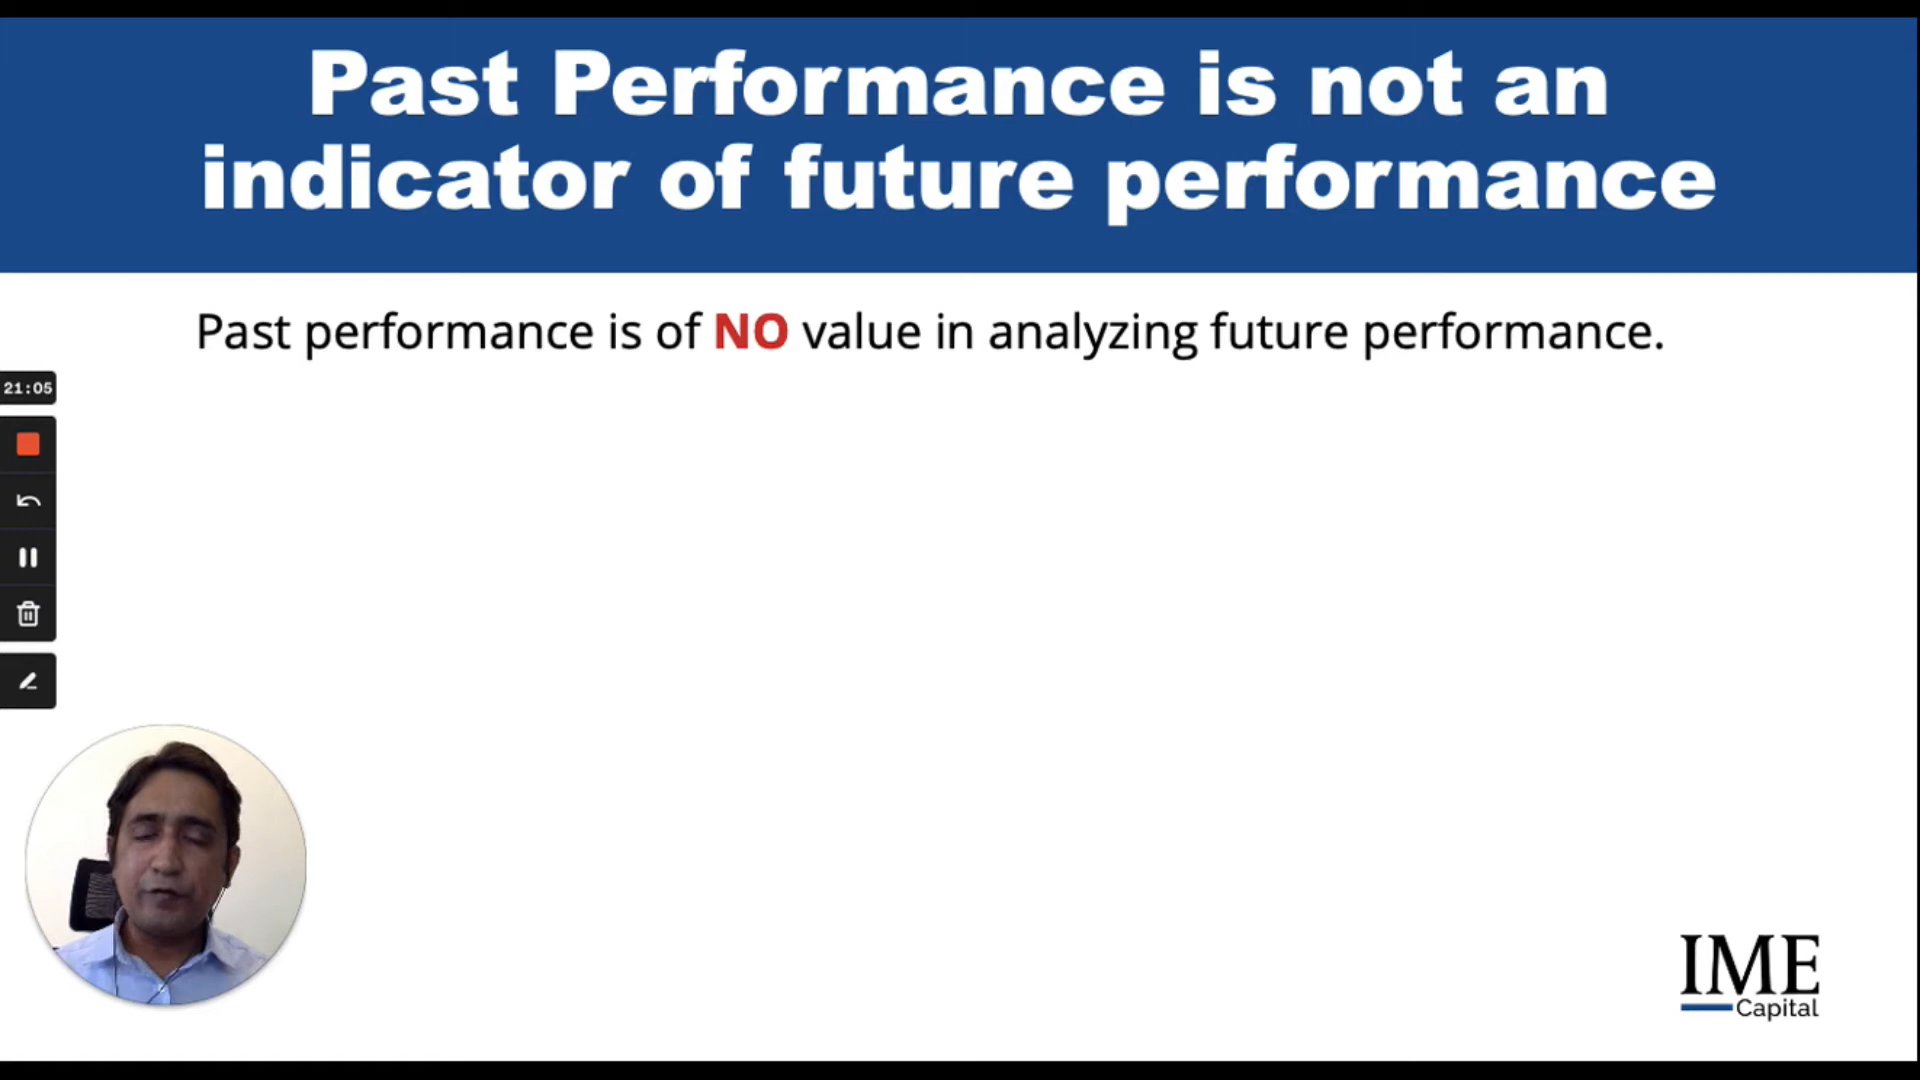 Past Performance is not an
indicator of future performance
Past performance is of NO value in analyzing future performance.
21:05
IME
Capital